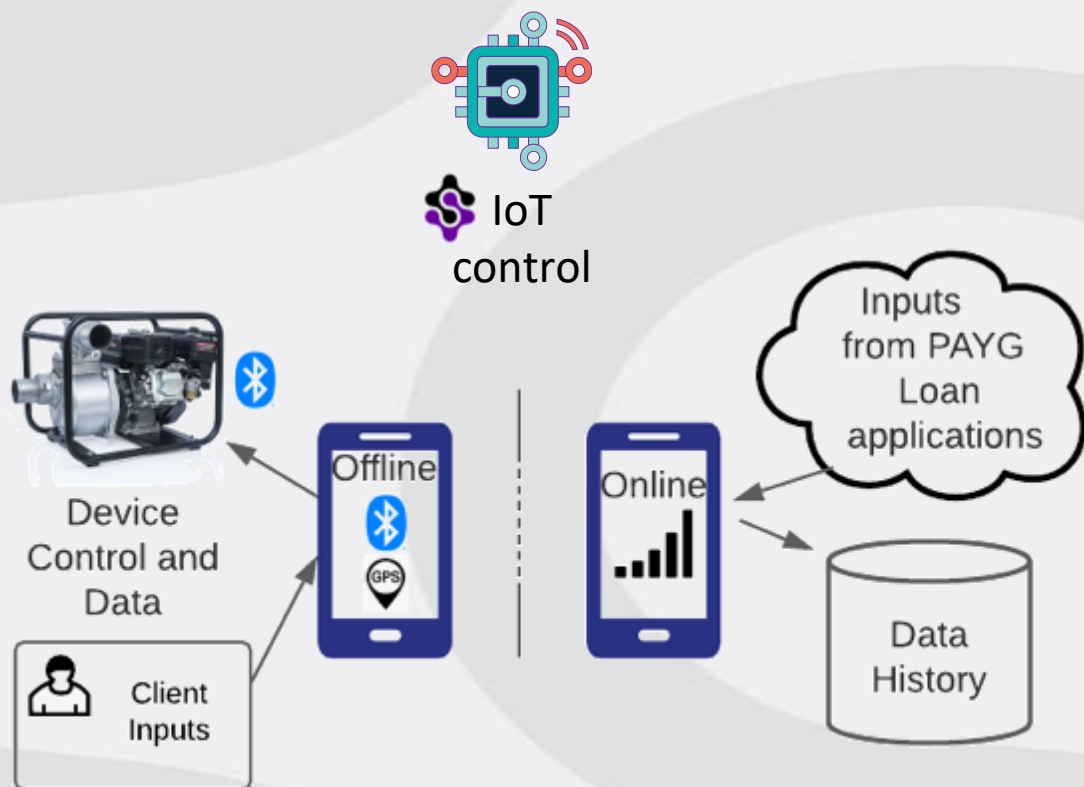 IoT
control
Inputs
from PAYG
Loan
applications
Offline
GPS
Online
Device
Control and
Data
Data
History
Client
Inputs